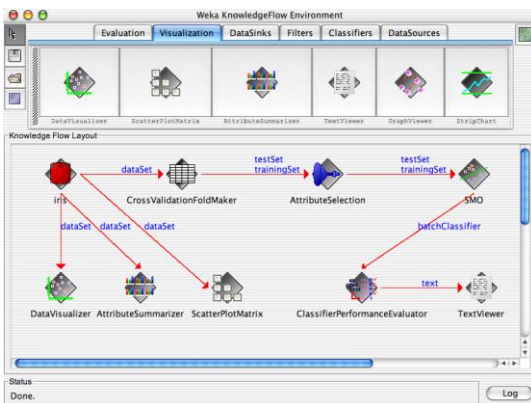 Weka KnowledgeFlow Environment
Evaluation Visualization DataSinks Filters Classifiers DataSources
DataVisualizer ScatterPlotMatrix AttributeSummarizer TextViewer GraphViewer StripChart
Knowledge Flow Layout
dataSet testSet trainingSet testSet trainingSet
iris CrossValidationFoldMaker AttributeSelection SMO
dataSet dataSet dataSet batchClassifier
text
DataVisualizer AttributeSummarizer ScatterPlotMatrix ClassifierPerformanceEvaluator TextViewer
Status
Done. Log